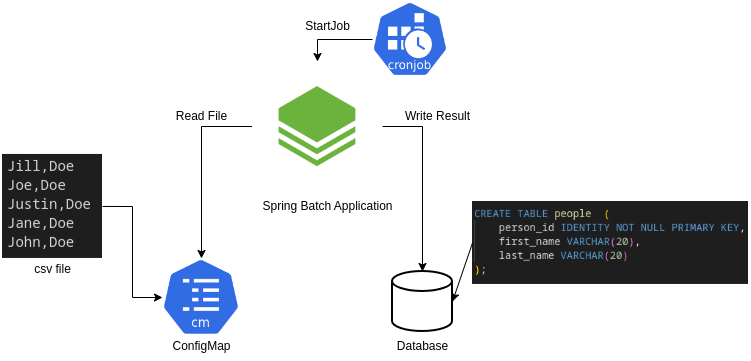 StartJob
cronjob
Read File
Write Result
Jill,Doe
Joe,Doe
Justin,Doe
Jane,Doe
John,Doe
csv file
Spring Batch Application
CREATE TABLE people  (
    person_id IDENTITY NOT NULL PRIMARY KEY,
    first_name VARCHAR(20),
    last_name VARCHAR(20)
);
cm
ConfigMap
Database